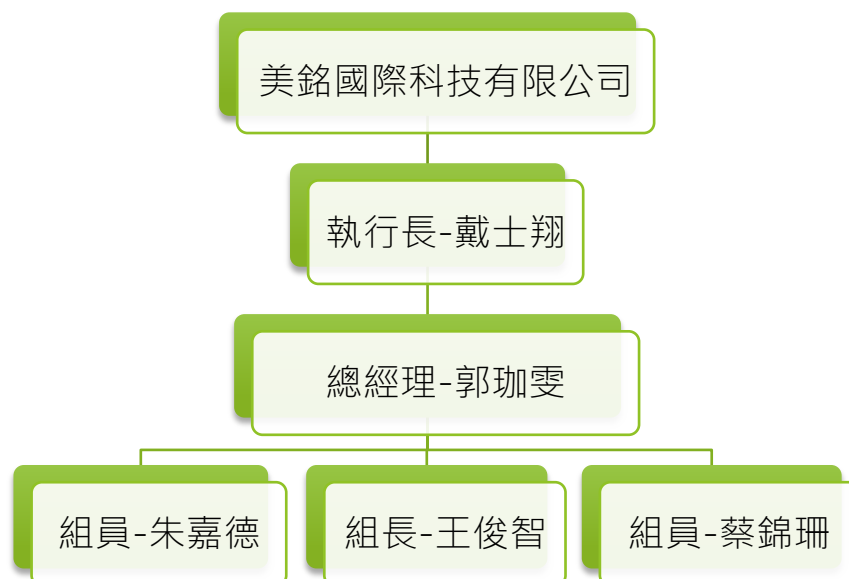 美銘國際科技有限公司
執行長-戴士翔
總經理-郭珈雯
組員-朱嘉德
組長-王俊智
組員-蔡錦珊